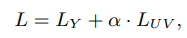 L = L_Y + α · L_{UV},